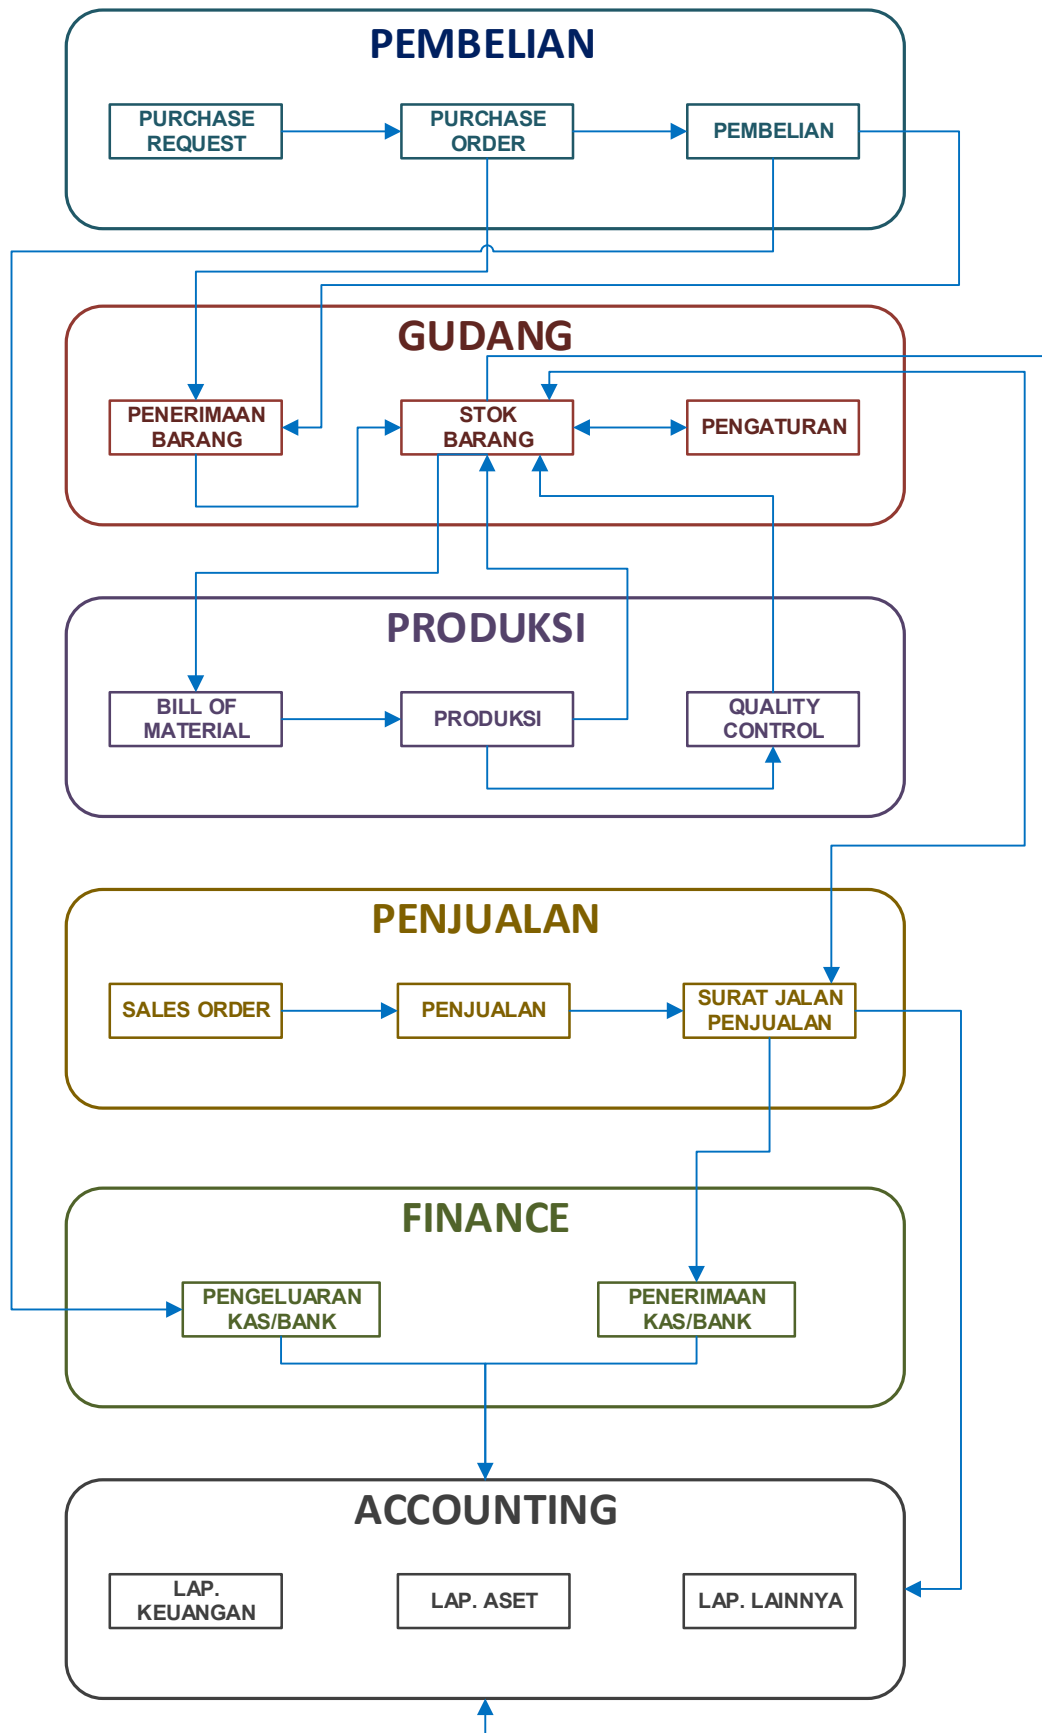 PEMBELIAN
PURCHASE
REQUEST
PURCHASE
ORDER
PEMBELIAN
GUDANG
PENERIMAAN
BARANG
STOK
BARANG
PENGATURAN
PRODUKSI
BILL OF
MATERIAL
PRODUKSI
QUALITY
CONTROL
PENJUALAN
SALES ORDER
PENJUALAN
SURAT JALAN
PENJUALAN
FINANCE
PENGELUARAN
KAS/BANK
PENERIMAAN
KAS/BANK
ACCOUNTING
LAP.
KEUANGAN
LAP. ASET
LAP. LAINNYA